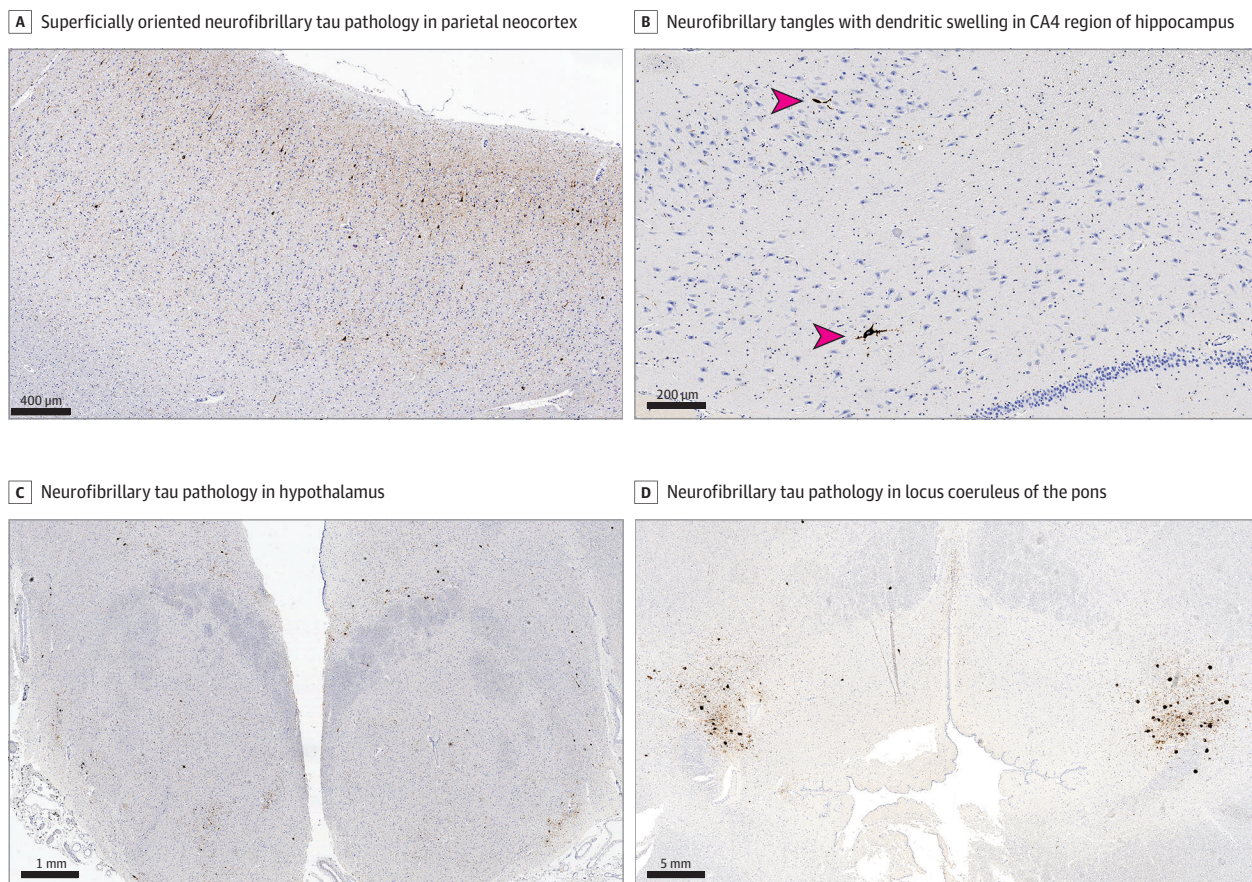 A Superficially oriented neurofibrillary tau pathology in parietal neocortex
B Neurofibrillary tangles with dendritic swelling in CA4 region of hippocampus
400 µm
200 µm
C Neurofibrillary tau pathology in hypothalamus
D Neurofibrillary tau pathology in locus coeruleus of the pons
1 mm
5 mm